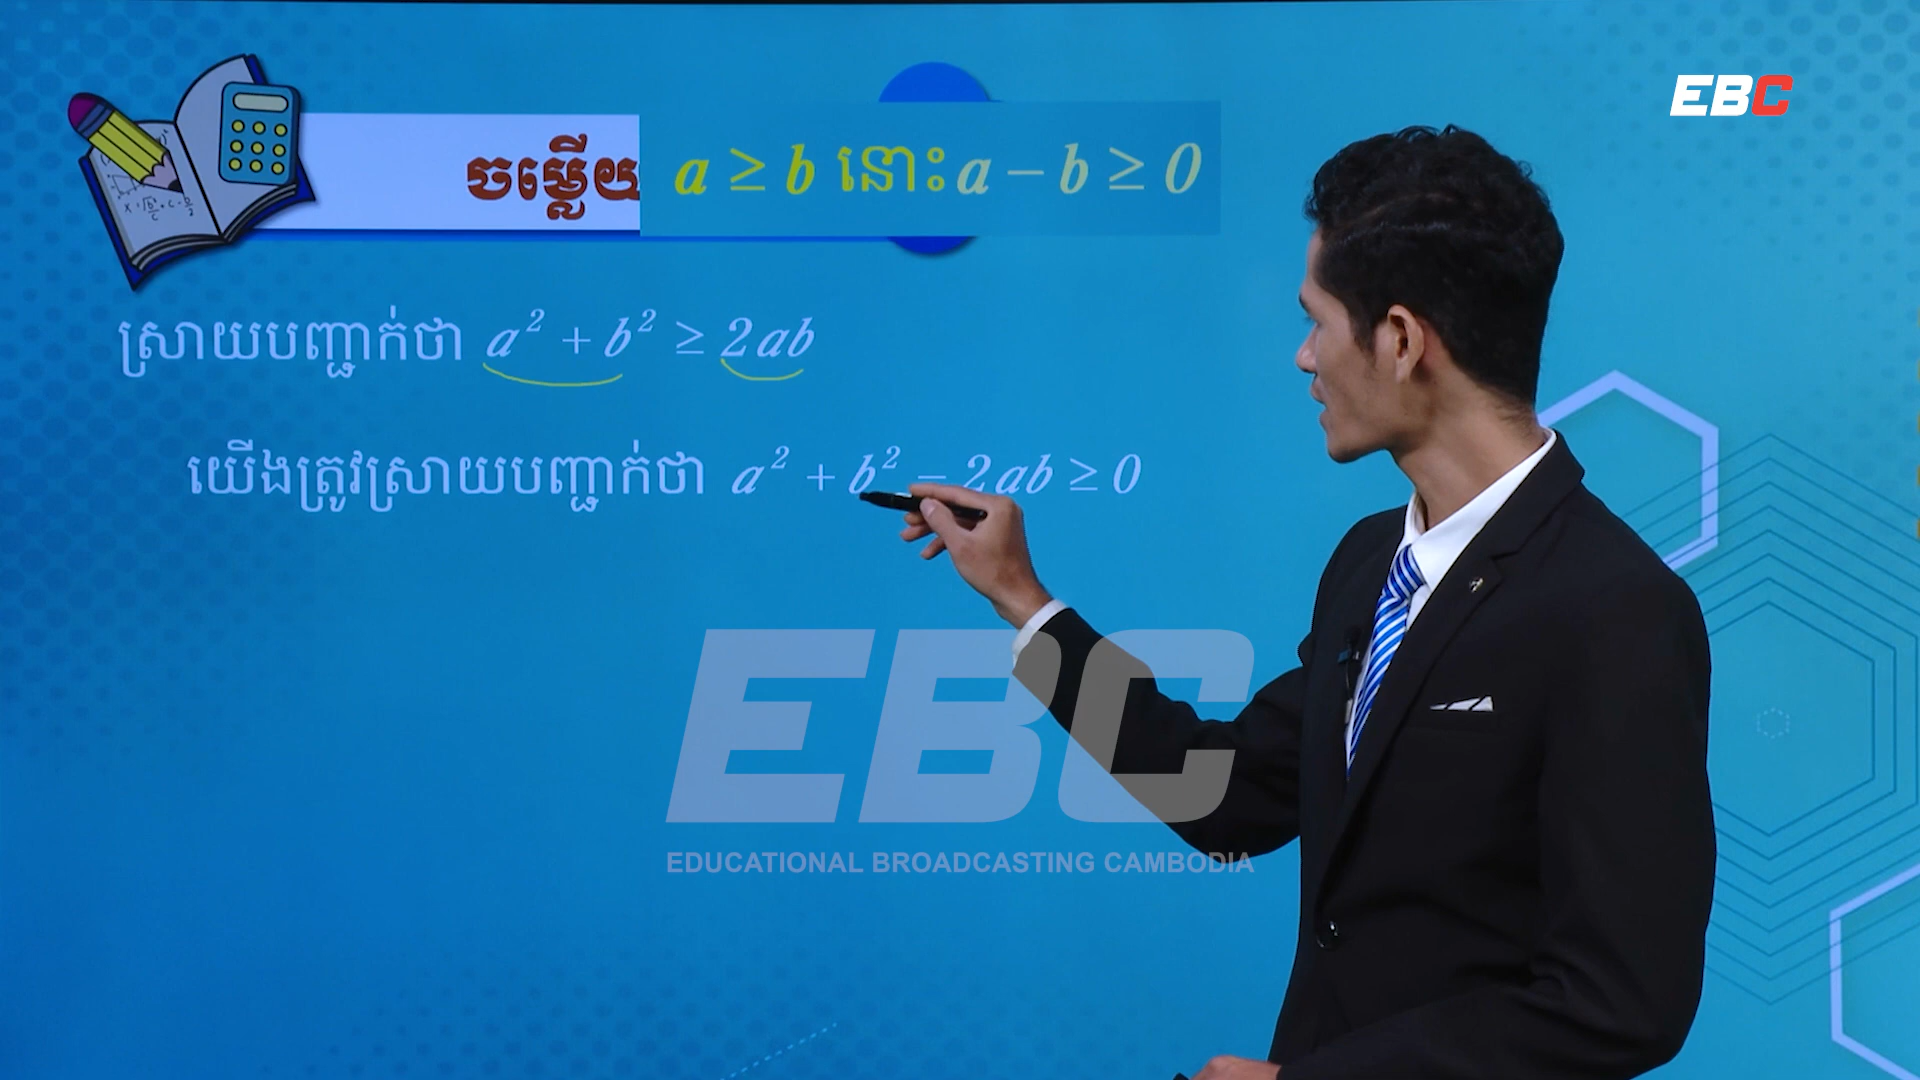 EBC
ចម្លើយ
a ≥ b នោះ a − b ≥ 0
ស្រាយបញ្ជាក់ថា a² + b² ≥ 2ab
យើងត្រូវស្រាយបញ្ជាក់ថា a² + b² − 2ab ≥ 0
EBC
EDUCATIONAL BROADCASTING CAMBODIA